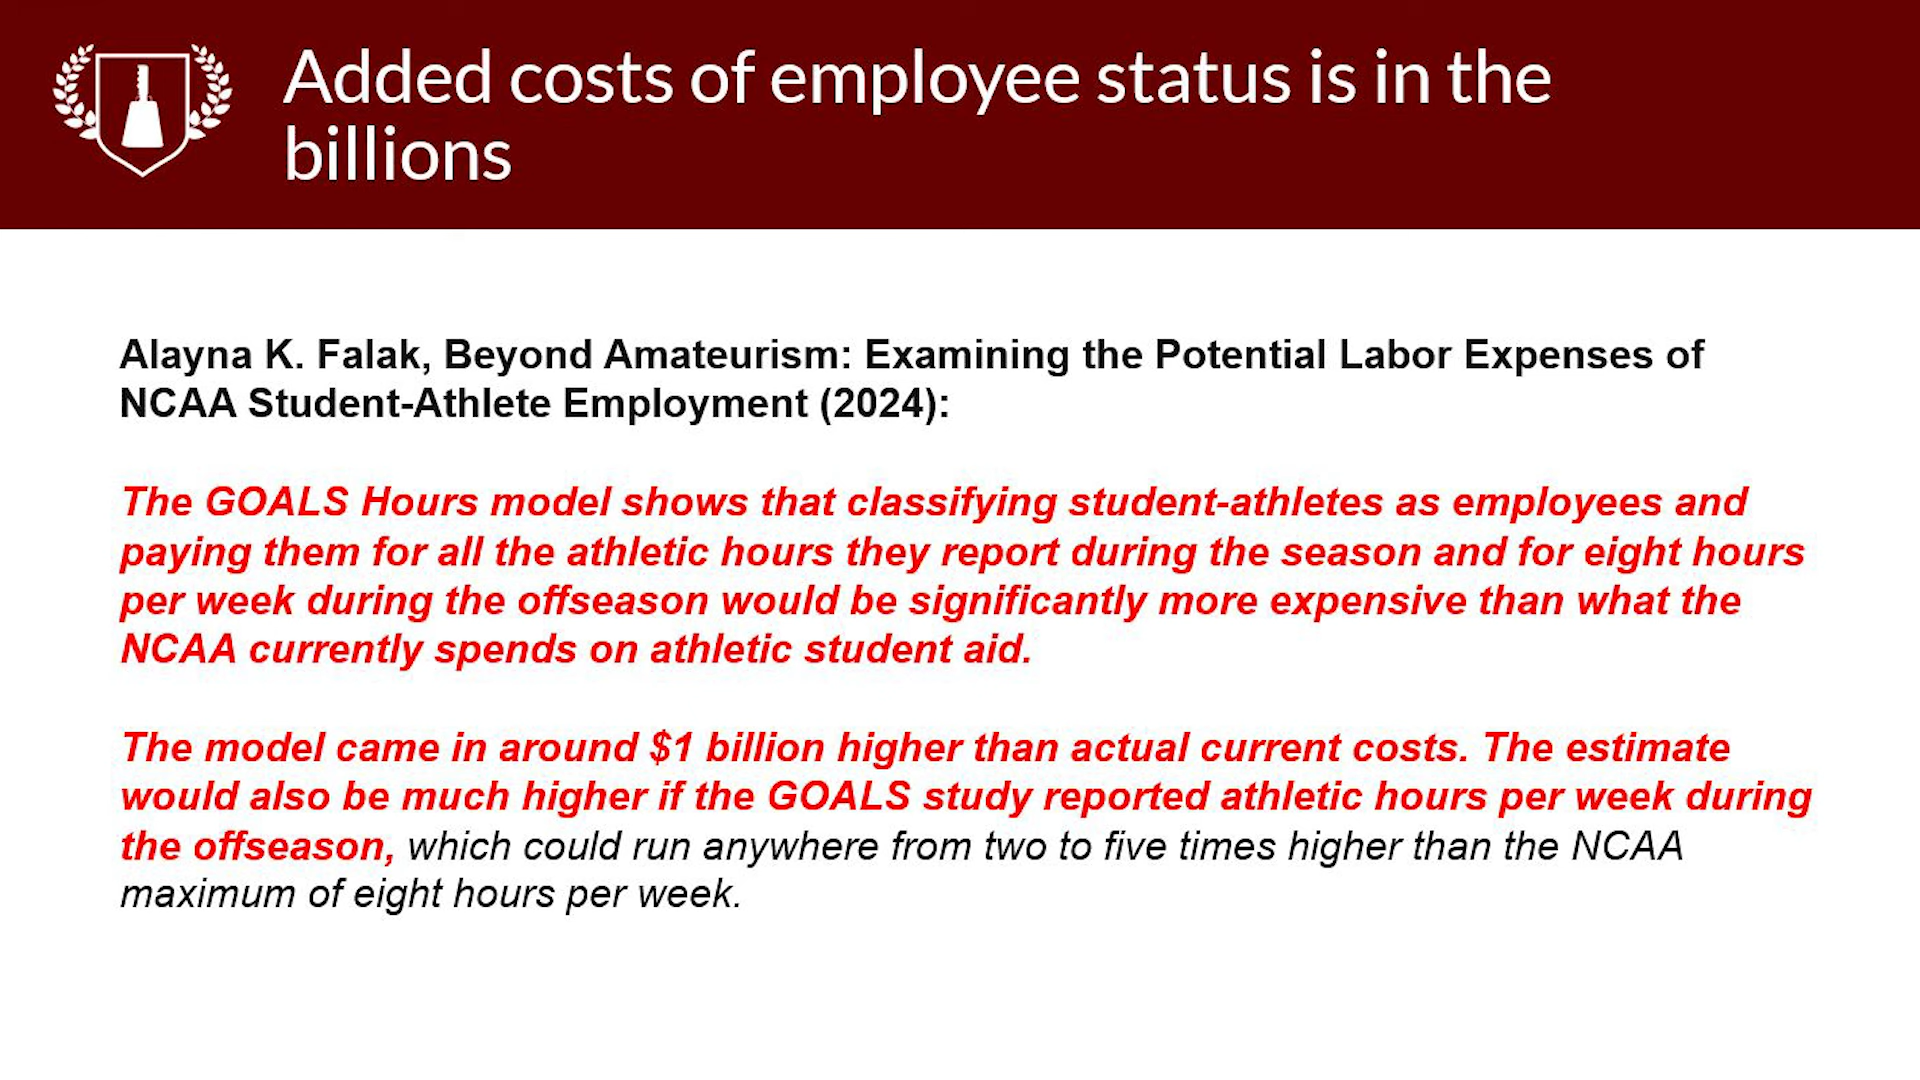 Added costs of employee status is in the
billions
Alayna K. Falak, Beyond Amateurism: Examining the Potential Labor Expenses of
NCAA Student-Athlete Employment (2024):
The GOALS Hours model shows that classifying student-athletes as employees and
paying them for all the athletic hours they report during the season and for eight hours
per week during the offseason would be significantly more expensive than what the
NCAA currently spends on athletic student aid.
The model came in around $1 billion higher than actual current costs. The estimate
would also be much higher if the GOALS study reported athletic hours per week during
the offseason, which could run anywhere from two to five times higher than the NCAA
maximum of eight hours per week.